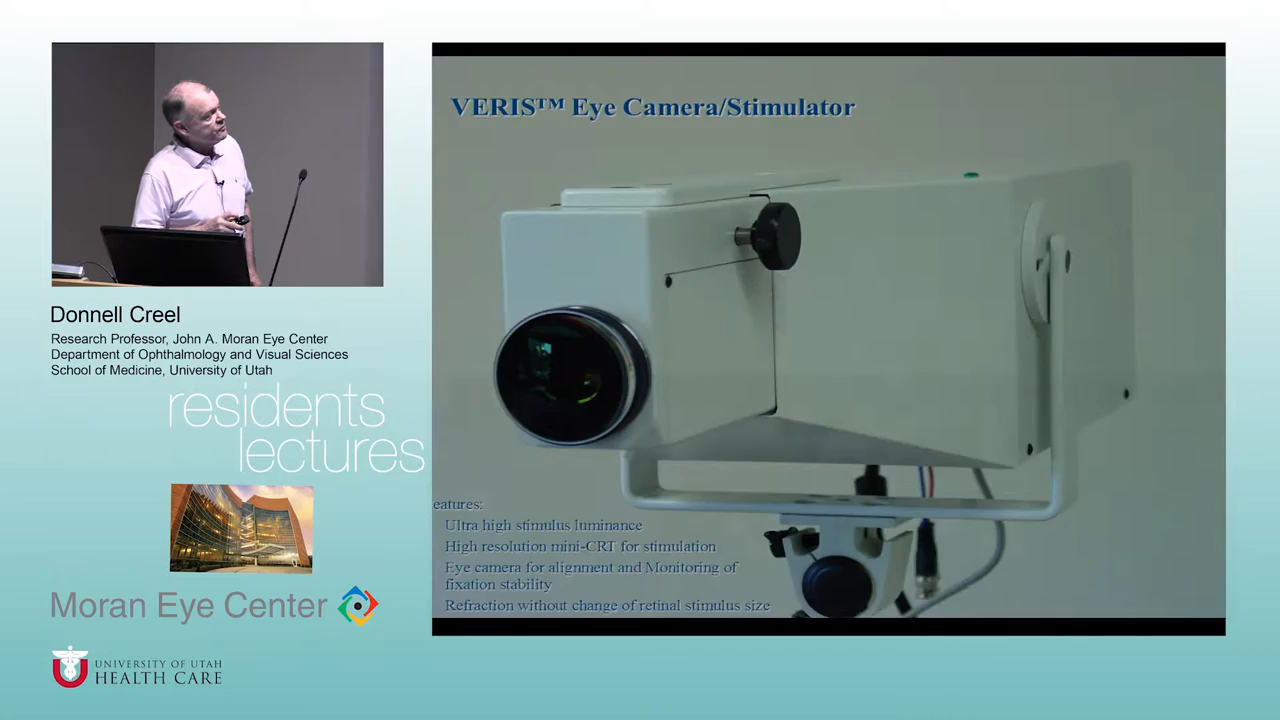 VERIS™ Eye Camera/Stimulator
eatures:
Ultra high stimulus luminance
High resolution mini-CRT for stimulation
Eye camera for alignment and Monitoring of
fixation stability
Refraction without change of retinal stimulus size
Donnell Creel
Research Professor, John A. Moran Eye Center
Department of Ophthalmology and Visual Sciences
School of Medicine, University of Utah
residents
lectures
Moran Eye Center
UNIVERSITY OF UTAH
HEALTH CARE